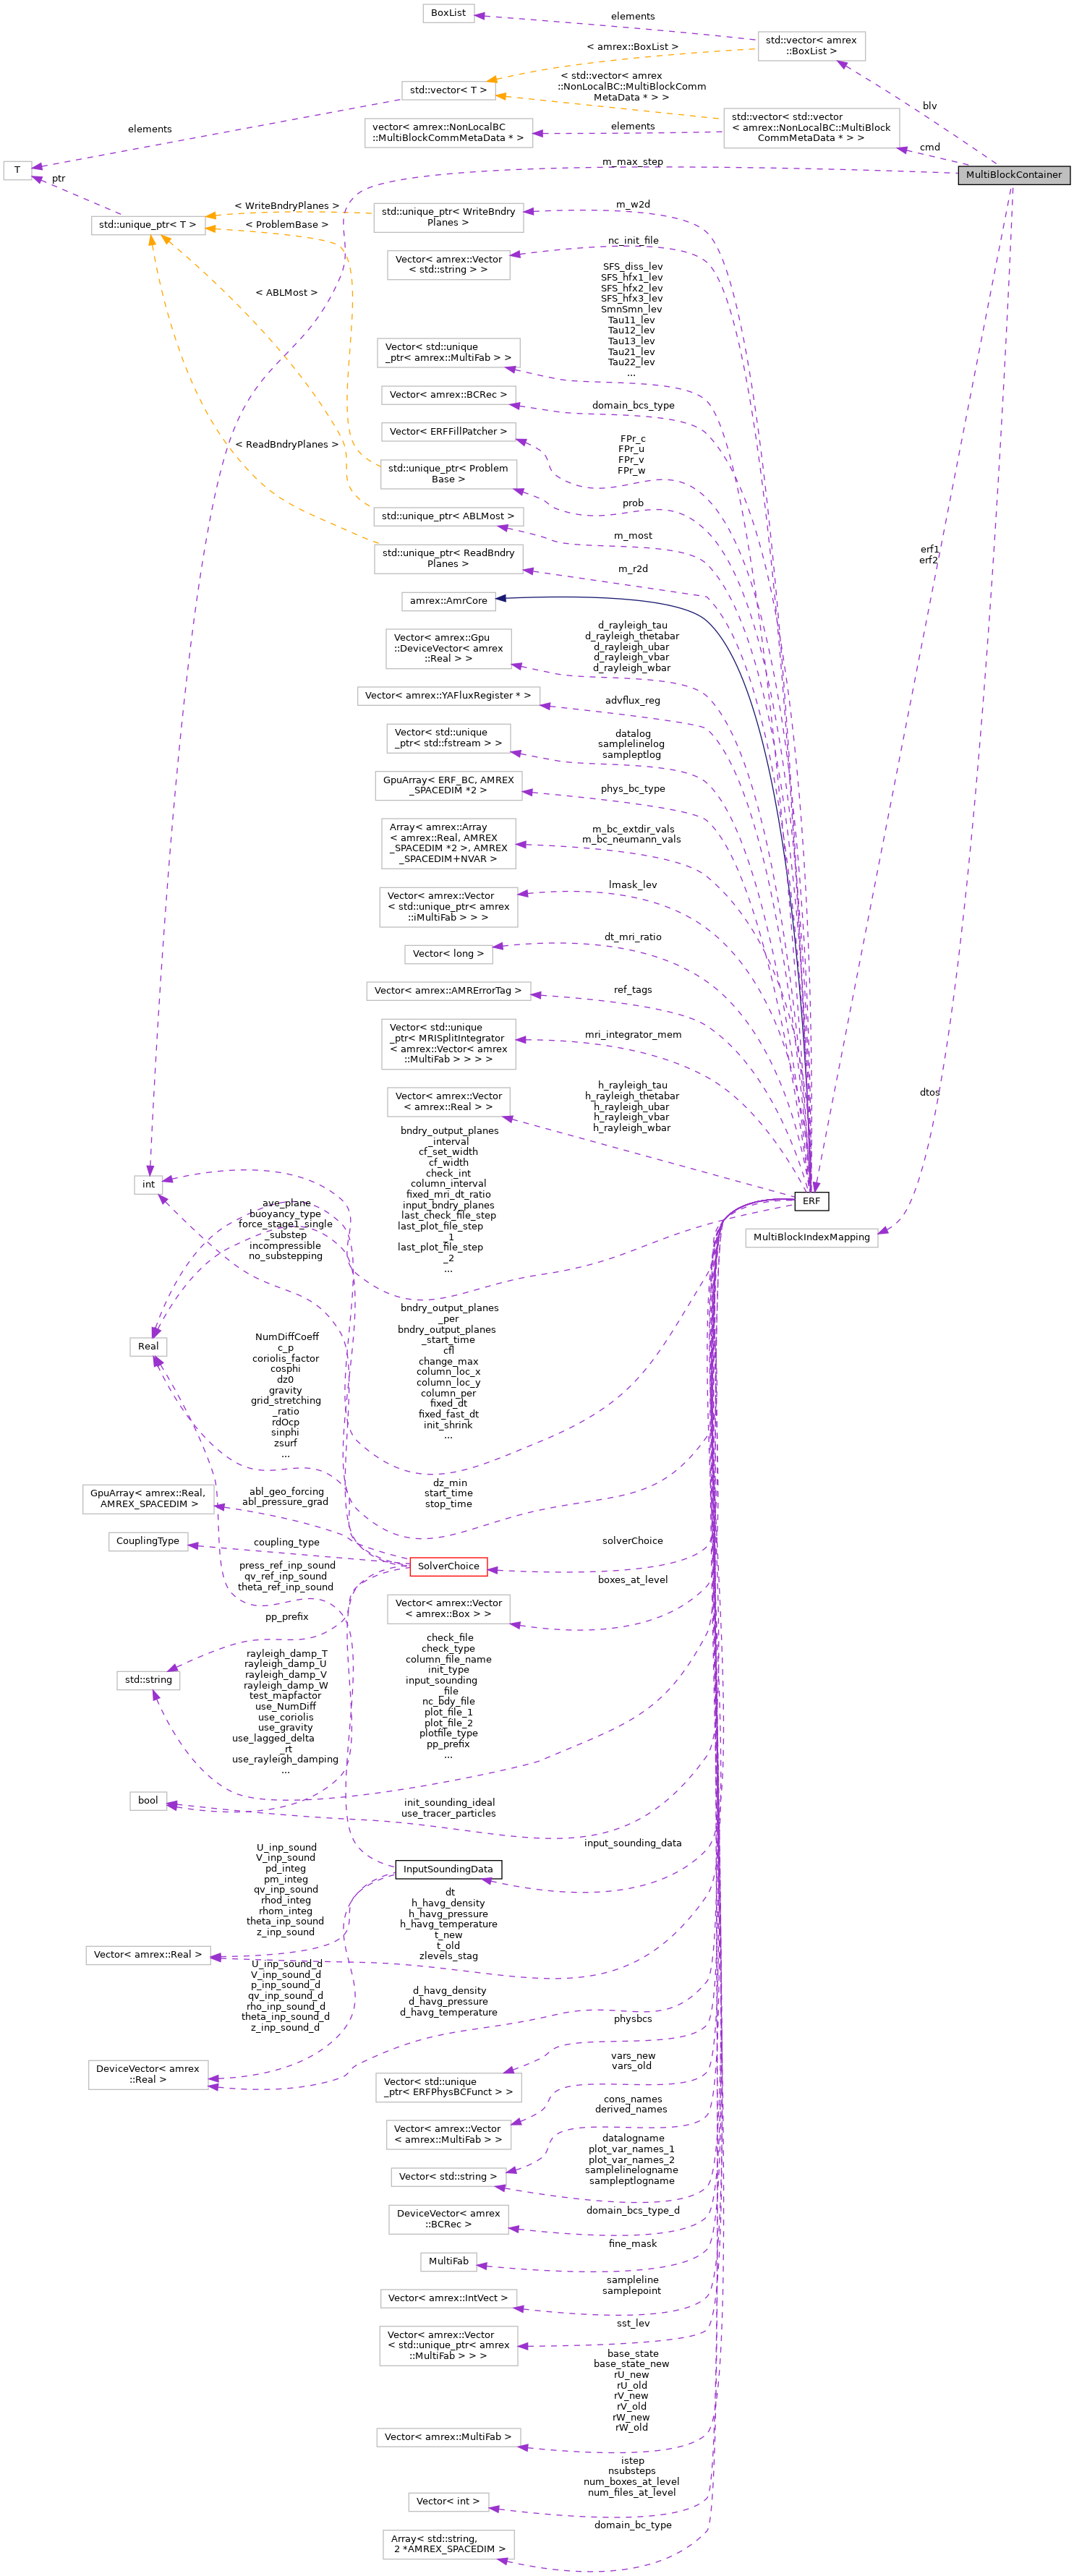 BoxList
elements
std::vector< amrex
::BoxList >
< amrex::BoxList >
< std::vector< amrex
::NonLocalBC::MultiBlockComm
MetaData * > >
std::vector< T >
blv
elements
vector< amrex::NonLocalBC
::MultiBlockCommMetaData * >
elements
std::vector< std::vector
< amrex::NonLocalBC::MultiBlock
CommMetaData * > >
cmd
T
ptr
m_max_step
MultiBlockContainer
std::unique_ptr< T >
< WriteBndryPlanes >
< ProblemBase >
std::unique_ptr< WriteBndry
Planes >
m_w2d
nc_init_file
Vector< amrex::Vector
< std::string > >
< ABLMost >
SFS_diss_lev
SFS_hfx1_lev
SFS_hfx2_lev
SFS_hfx3_lev
SmnSmn_lev
Tau11_lev
Tau12_lev
Tau13_lev
Tau21_lev
Tau22_lev
...
Vector< std::unique
_ptr< amrex::MultiFab > >
Vector< amrex::BCRec >
domain_bcs_type
Vector< ERFFillPatcher >
FPr_c
FPr_u
FPr_v
FPr_w
< ReadBndryPlanes >
std::unique_ptr< Problem
Base >
prob
std::unique_ptr< ABLMost >
m_most
std::unique_ptr< ReadBndry
Planes >
m_r2d
erf1
erf2
amrex::AmrCore
Vector< amrex::Gpu
::DeviceVector< amrex
::Real > >
d_rayleigh_tau
d_rayleigh_thetabar
d_rayleigh_ubar
d_rayleigh_vbar
d_rayleigh_wbar
Vector< amrex::YAFluxRegister * >
advflux_reg
Vector< std::unique
_ptr< std::fstream > >
datalog
samplelinelog
sampleptlog
GpuArray< ERF_BC, AMREX
_SPACEDIM *2 >
phys_bc_type
Array< amrex::Array
< amrex::Real, AMREX
_SPACEDIM *2 >, AMREX
_SPACEDIM+NVAR >
m_bc_extdir_vals
m_bc_neumann_vals
Vector< amrex::Vector
< std::unique_ptr< amrex
::iMultiFab > > >
lmask_lev
Vector< long >
dt_mri_ratio
Vector< amrex::AMRErrorTag >
ref_tags
Vector< std::unique
_ptr< MRISplitIntegrator
< amrex::Vector< amrex
::MultiFab > > > >
mri_integrator_mem
Vector< amrex::Vector
< amrex::Real > >
h_rayleigh_tau
h_rayleigh_thetabar
h_rayleigh_ubar
h_rayleigh_vbar
h_rayleigh_wbar
dtos
int
ERF
MultiBlockIndexMapping
bndry_output_planes
_interval
cf_set_width
cf_width
check_int
column_interval
fixed_mri_dt_ratio
input_bndry_planes
last_check_file_step
last_plot_file_step
_1
last_plot_file_step
_2
...
ave_plane
buoyancy_type
force_stage1_single
_substep
incompressible
no_substepping
Real
bndry_output_planes
_per
bndry_output_planes
_start_time
cfl
change_max
column_loc_x
column_loc_y
column_per
fixed_dt
fixed_fast_dt
init_shrink
...
NumDiffCoeff
c_p
coriolis_factor
cosphi
dz0
gravity
grid_stretching
_ratio
rdOcp
sinphi
zsurf
...
dz_min
start_time
stop_time
GpuArray< amrex::Real,
AMREX_SPACEDIM >
abl_geo_forcing
abl_pressure_grad
CouplingType
coupling_type
solverChoice
SolverChoice
press_ref_inp_sound
qv_ref_inp_sound
theta_ref_inp_sound
boxes_at_level
Vector< amrex::Vector
< amrex::Box > >
pp_prefix
std::string
check_file
check_type
column_file_name
init_type
input_sounding
_file
nc_bdy_file
plot_file_1
plot_file_2
plotfile_type
pp_prefix
...
rayleigh_damp_T
rayleigh_damp_U
rayleigh_damp_V
rayleigh_damp_W
test_mapfactor
use_NumDiff
use_coriolis
use_gravity
use_lagged_delta
_rt
use_rayleigh_damping
...
bool
init_sounding_ideal
use_tracer_particles
input_sounding_data
InputSoundingData
U_inp_sound
V_inp_sound
pd_integ
pm_integ
qv_inp_sound
rhod_integ
rhom_integ
theta_inp_sound
z_inp_sound
dt
h_havg_density
h_havg_pressure
h_havg_temperature
t_new
t_old
zlevels_stag
Vector< amrex::Real >
U_inp_sound_d
V_inp_sound_d
p_inp_sound_d
qv_inp_sound_d
rho_inp_sound_d
theta_inp_sound_d
z_inp_sound_d
d_havg_density
d_havg_pressure
d_havg_temperature
DeviceVector< amrex
::Real >
physbcs
Vector< std::unique
_ptr< ERFPhysBCFunct > >
vars_new
vars_old
Vector< amrex::Vector
< amrex::MultiFab > >
cons_names
derived_names
Vector< std::string >
datalogname
plot_var_names_1
plot_var_names_2
samplelinelogname
sampleptlogname
DeviceVector< amrex
::BCRec >
domain_bcs_type_d
MultiFab
fine_mask
Vector< amrex::IntVect >
sampleline
samplepoint
Vector< amrex::Vector
< std::unique_ptr< amrex
::MultiFab > > >
sst_lev
base_state
base_state_new
rU_new
rU_old
rV_new
rV_old
rW_new
rW_old
Vector< amrex::MultiFab >
istep
nsubsteps
num_boxes_at_level
num_files_at_level
Vector< int >
domain_bc_type
Array< std::string,
2 *AMREX_SPACEDIM >